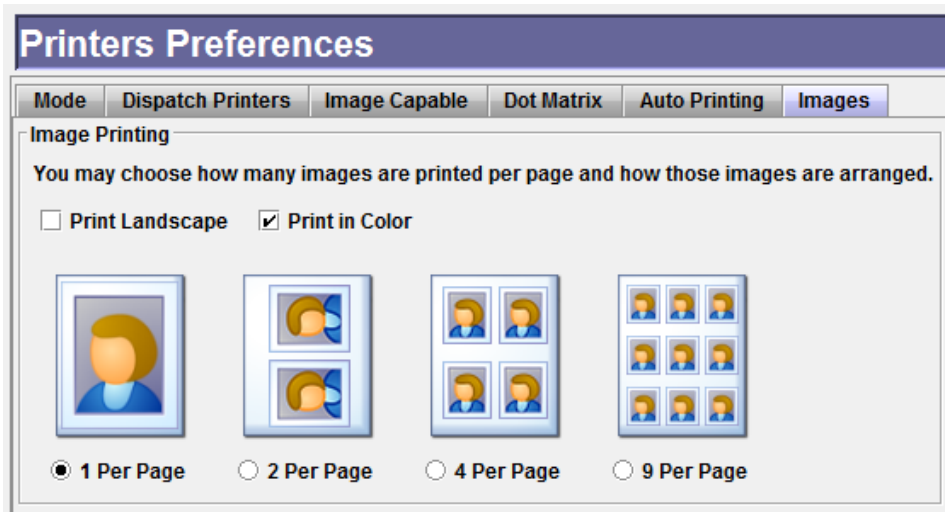 Printers Preferences
Mode Dispatch Printers Image Capable Dot Matrix Auto Printing Images
Image Printing
You may choose how many images are printed per page and how those images are arranged.
Print Landscape Print in Color
1 Per Page 2 Per Page 4 Per Page 9 Per Page